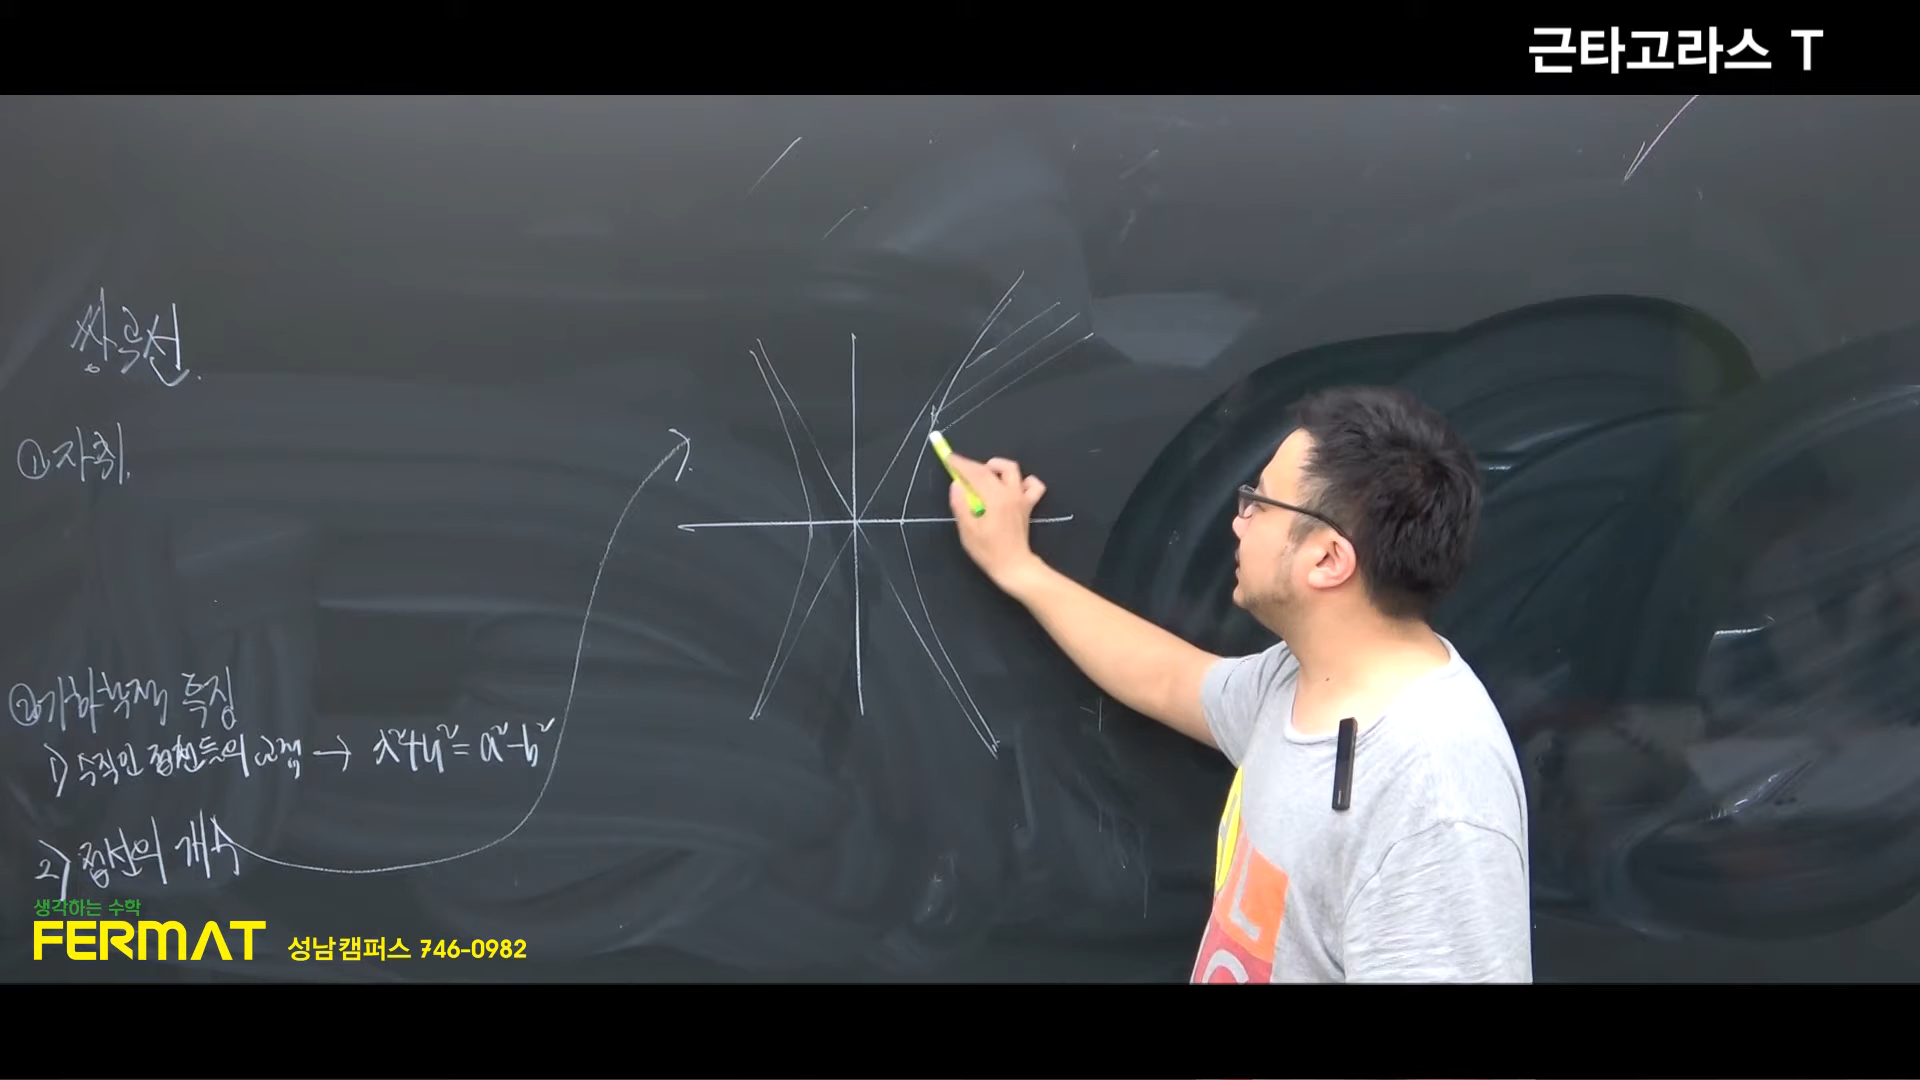 근타고라스 T
쌍곡선.
①자취.
②기하학적 특징
1) 수직인 접선들의 교점 → x²+y²=a²-b²
2) 접선의 개수
생각하는 수학
FERMAT 성남캠퍼스 746-0982